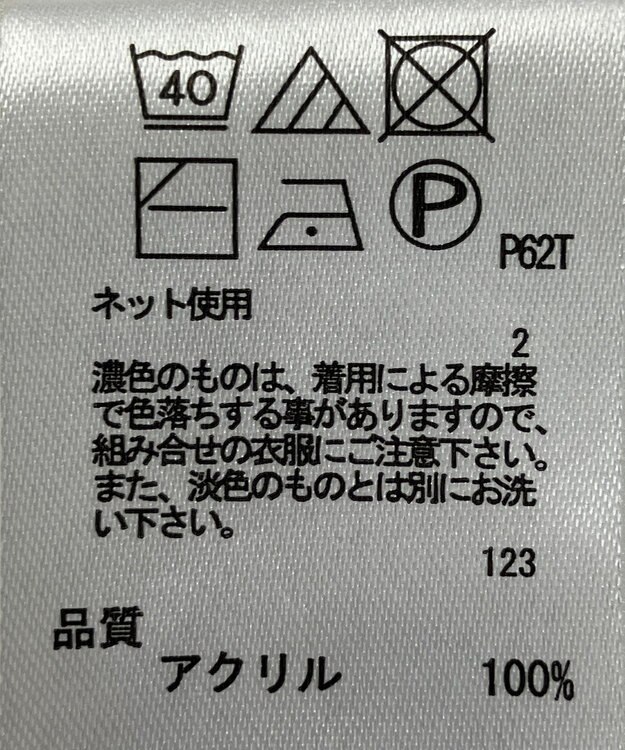 40
P
P62T
ネット使用
2
濃色のものは、着用による摩擦
で色落ちする事がありますので、
組み合せの衣服にご注意下さい。
また、淡色のものとは別にお洗
い下さい。
123
品質
アクリル 100%